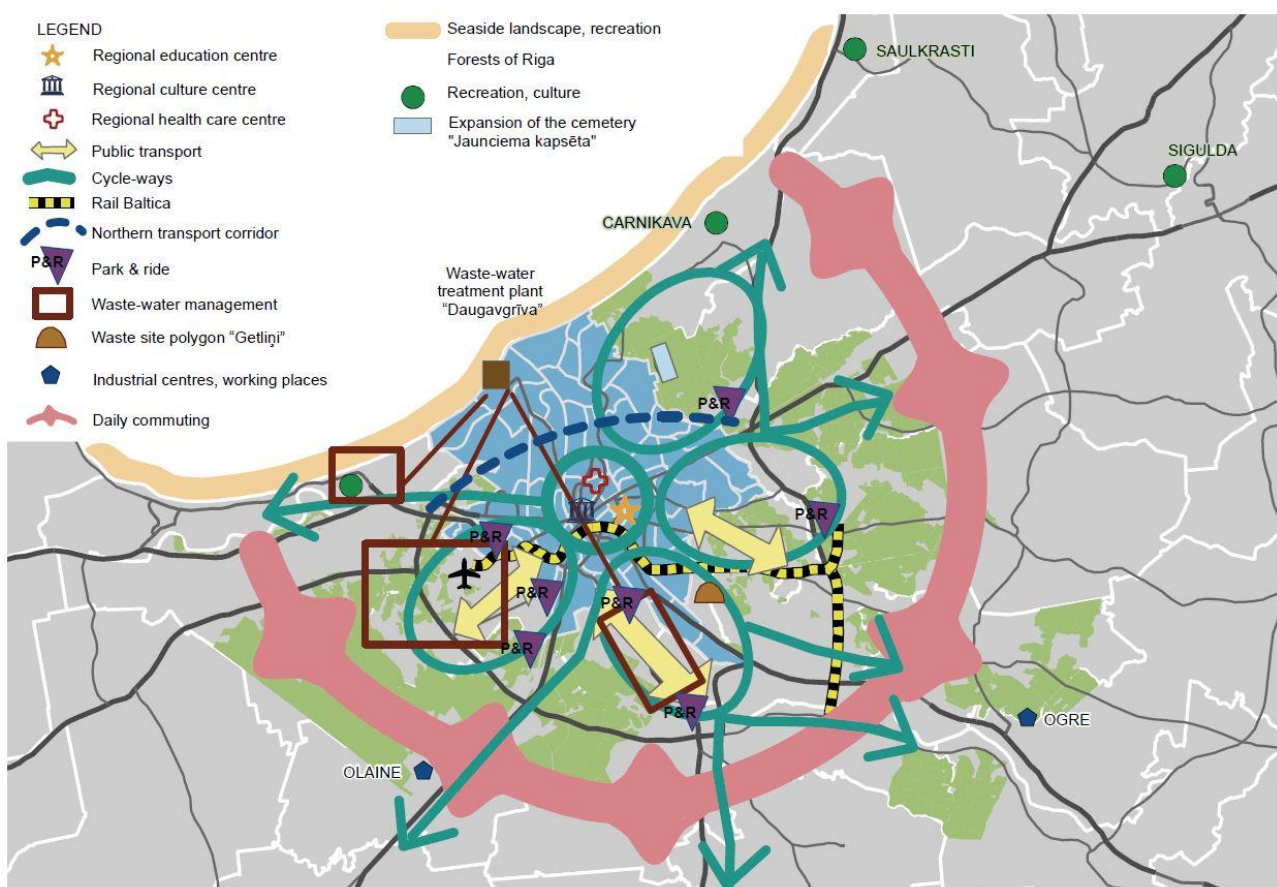 LEGEND
Regional education centre
Regional culture centre
Regional health care centre
Public transport
Cycle-ways
Rail Baltica
Northern transport corridor
P&R
Park & ride
Waste-water management
Waste site polygon “Getliņi”
Industrial centres, working places
Daily commuting
Seaside landscape, recreation
Forests of Riga
Recreation, culture
Expansion of the cemetery
"Jaunciema kapsēta"
SAULKRASTI
SIGULDA
CARNIKAVA
Waste-water
treatment plant
“Daugavgrīva”
P&R
P&R
P&R
P&R
P&R
P&R
P&R
OGRE
OLAINE